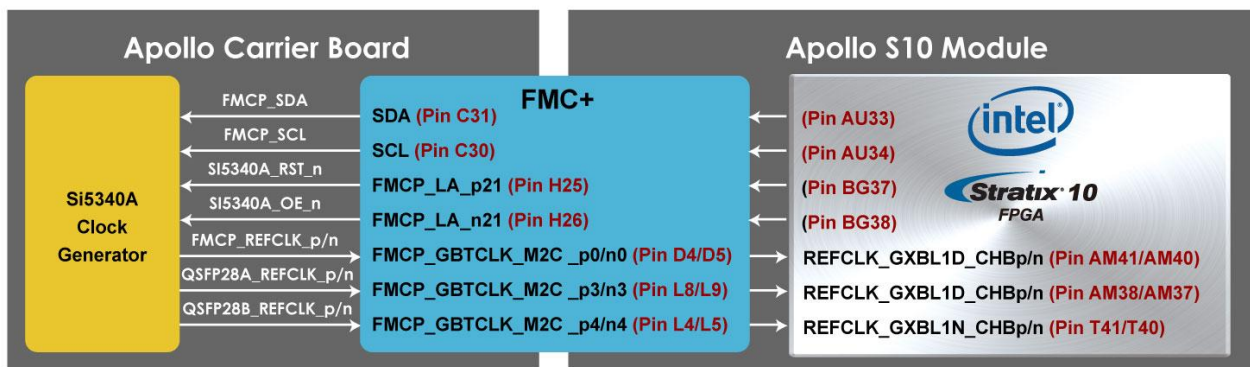 Apollo Carrier Board
Apollo S10 Module
Si5340A
Clock
Generator
FMCP_SDA
FMCP_SCL
SI5340A_RST_n
SI5340A_OE_n
FMCP_REFCLK_p/n
QSFP28A_REFCLK_p/n
QSFP28B_REFCLK_p/n
FMC+
SDA (Pin C31)
SCL (Pin C30)
FMCP_LA_p21 (Pin H25)
FMCP_LA_n21 (Pin H26)
FMCP_GBTCLK_M2C _p0/n0 (Pin D4/D5)
FMCP_GBTCLK_M2C _p3/n3 (Pin L8/L9)
FMCP_GBTCLK_M2C _p4/n4 (Pin L4/L5)
(Pin AU33)
(Pin AU34)
(Pin BG37)
(Pin BG38)
intel
Stratix 10
FPGA
REFCLK_GXBL1D_CHBp/n (Pin AM41/AM40)
REFCLK_GXBL1D_CHBp/n (Pin AM38/AM37)
REFCLK_GXBL1N_CHBp/n (Pin T41/T40)